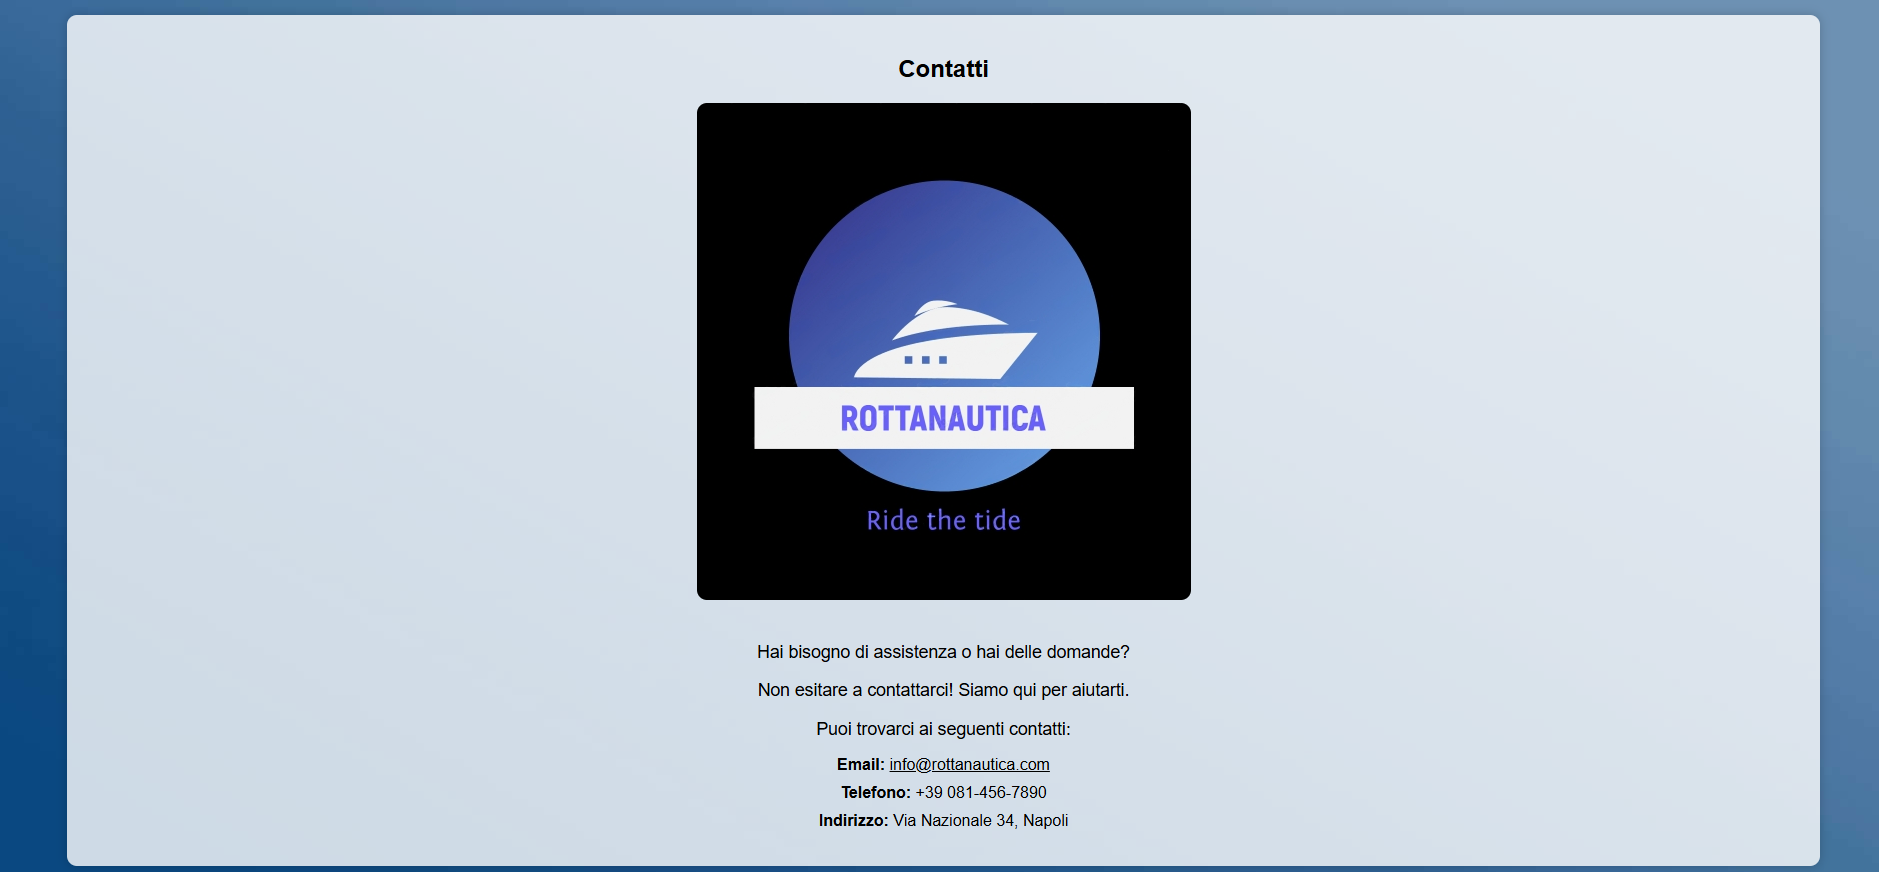 Contatti
ROTTANAUTICA
Ride the tide
Hai bisogno di assistenza o hai delle domande?
Non esitare a contattarci! Siamo qui per aiutarti.
Puoi trovarci ai seguenti contatti:
Email: info@rottanautica.com
Telefono: +39 081-456-7890
Indirizzo: Via Nazionale 34, Napoli